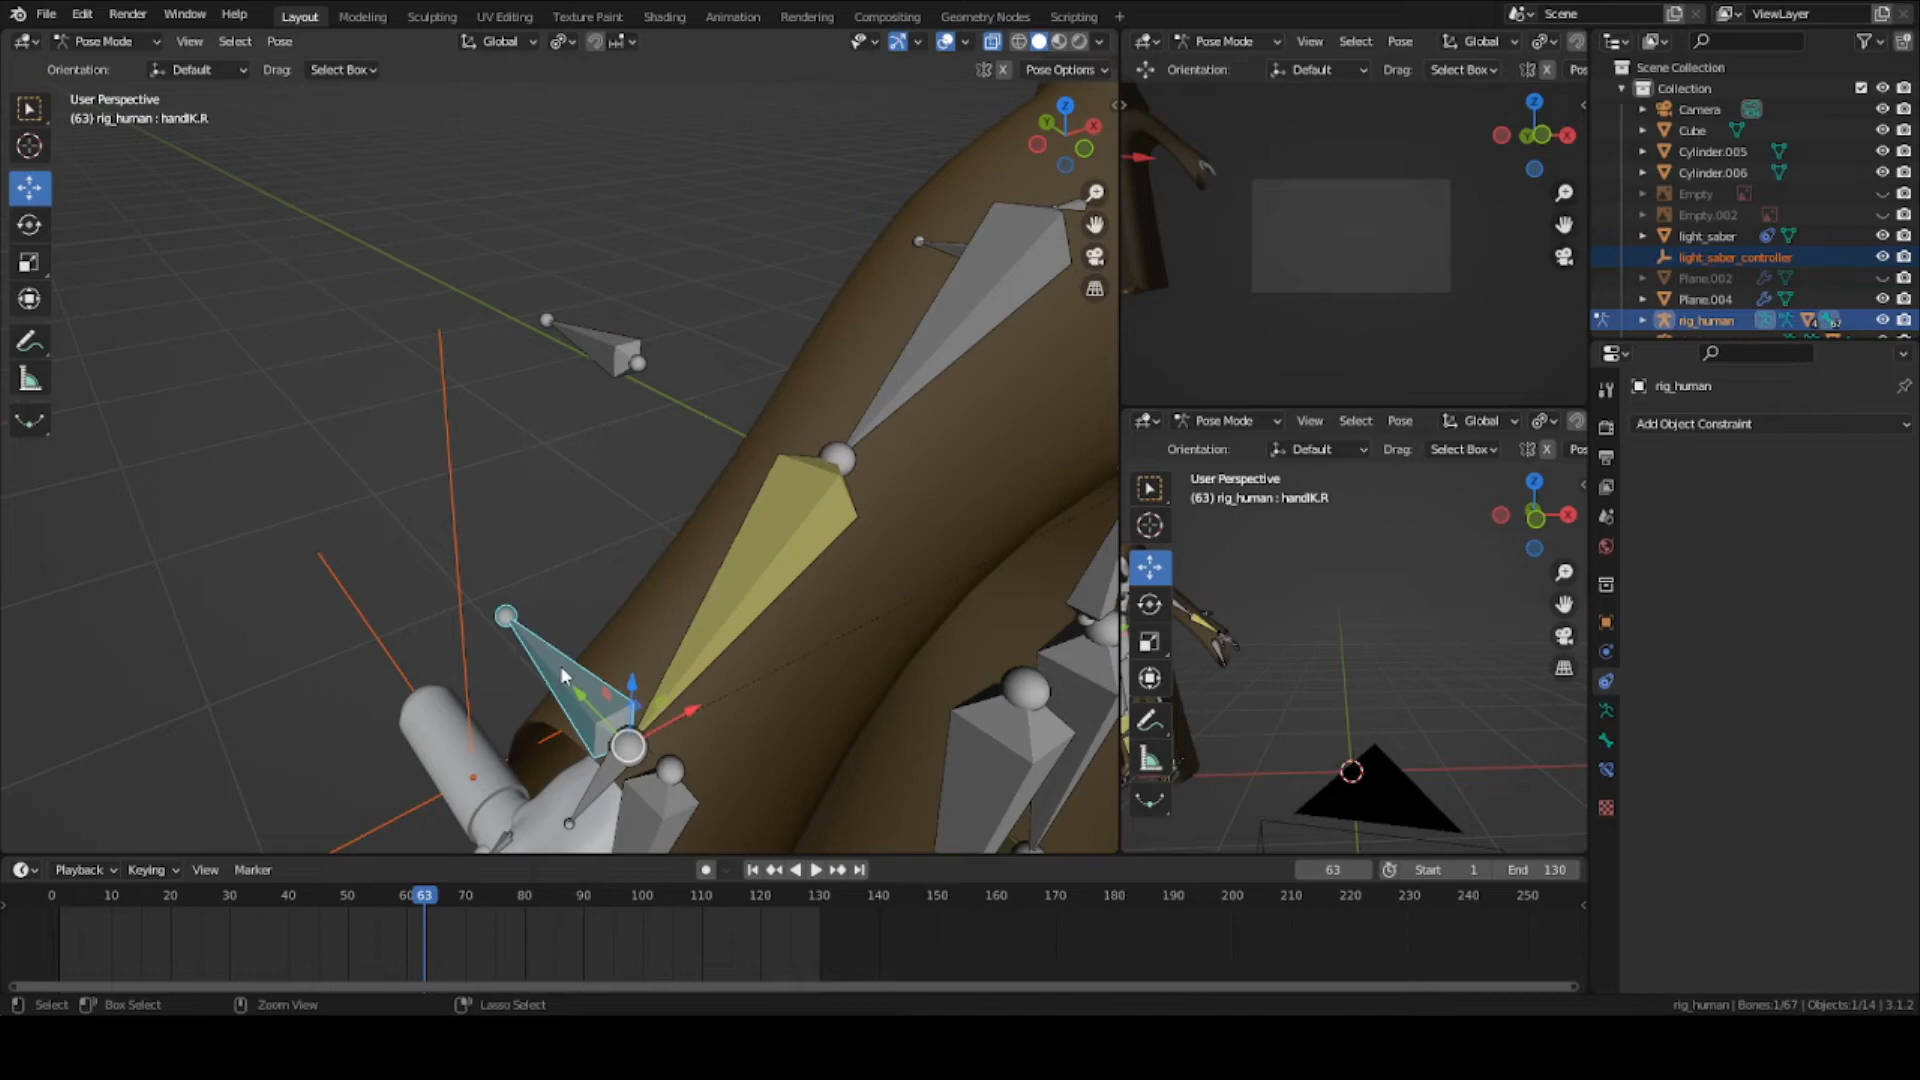 File Edit Render Window Help Layout Modeling Sculpting UV Editing Texture Paint Shading Animation Rendering Compositing Geometry Nodes Scripting + Scene ViewLayer
Pose Mode View Select Pose Global
Orientation: Default Drag: Select Box X Pose Options
User Perspective
(63) rig_human : handIK.R
Z
Y
X
Pose Mode View Select Pose Global
Orientation: Default Drag: Select Box X Pos
Z
Y
X
Pose Mode View Select Pose Global
Orientation: Default Drag: Select Box X Pos
User Perspective
(63) rig_human : handIK.R
Z
X
Scene Collection
Collection
Camera
Cube
Cylinder.005
Cylinder.006
Empty
Empty.002
light_saber
light_saber_controller
Plane.002
Plane.004
rig_human 4 67
rig_human
Add Object Constraint
Playback Keying View Marker 63 Start 1 End 130
0 10 20 30 40 50 60 63 70 80 90 100 110 120 130 140 150 160 170 180 190 200 210 220 230 240 250
Select Box Select Zoom View Lasso Select rig_human | Bones:1/67 | Objects:1/14 | 3.1.2